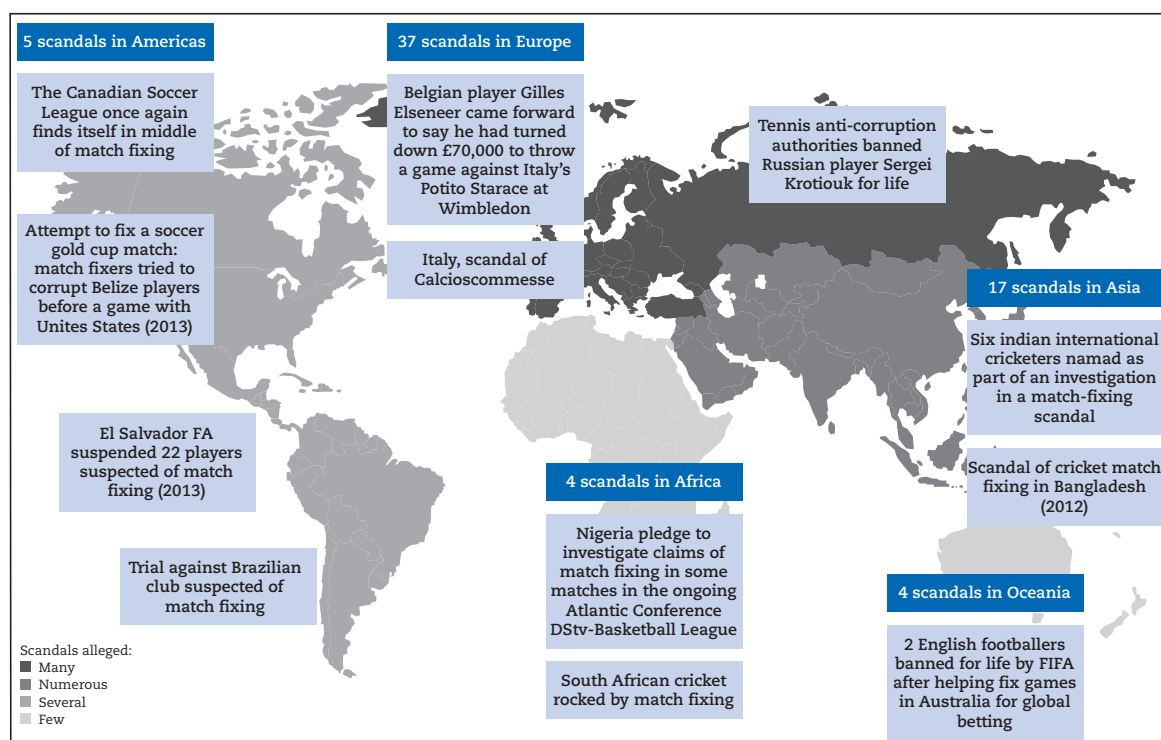 5 scandals in Americas
The Canadian Soccer
League once again
finds itself in middle
of match fixing
Attempt to fix a soccer
gold cup match:
match fixers tried to
corrupt Belize players
before a game with
Unites States (2013)
El Salvador FA
suspended 22 players
suspected of match
fixing (2013)
Trial against Brazilian
club suspected of
match fixing
37 scandals in Europe
Belgian player Gilles
Elseneer came forward
to say he had turned
down £70,000 to throw
a game against Italy's
Potito Starace at
Wimbledon
Italy, scandal of
Calcioscommesse
Tennis anti-corruption
authorities banned
Russian player Sergei
Krotiouk for life
17 scandals in Asia
Six indian international
cricketers namad as
part of an investigation
in a match-fixing
scandal
Scandal of cricket match
fixing in Bangladesh
(2012)
4 scandals in Africa
Nigeria pledge to
investigate claims of
match fixing in some
matches in the ongoing
Atlantic Conference
DStv-Basketball League
South African cricket
rocked by match fixing
4 scandals in Oceania
2 English footballers
banned for life by FIFA
after helping fix games
in Australia for global
betting
Scandals alleged:
Many
Numerous
Several
Few